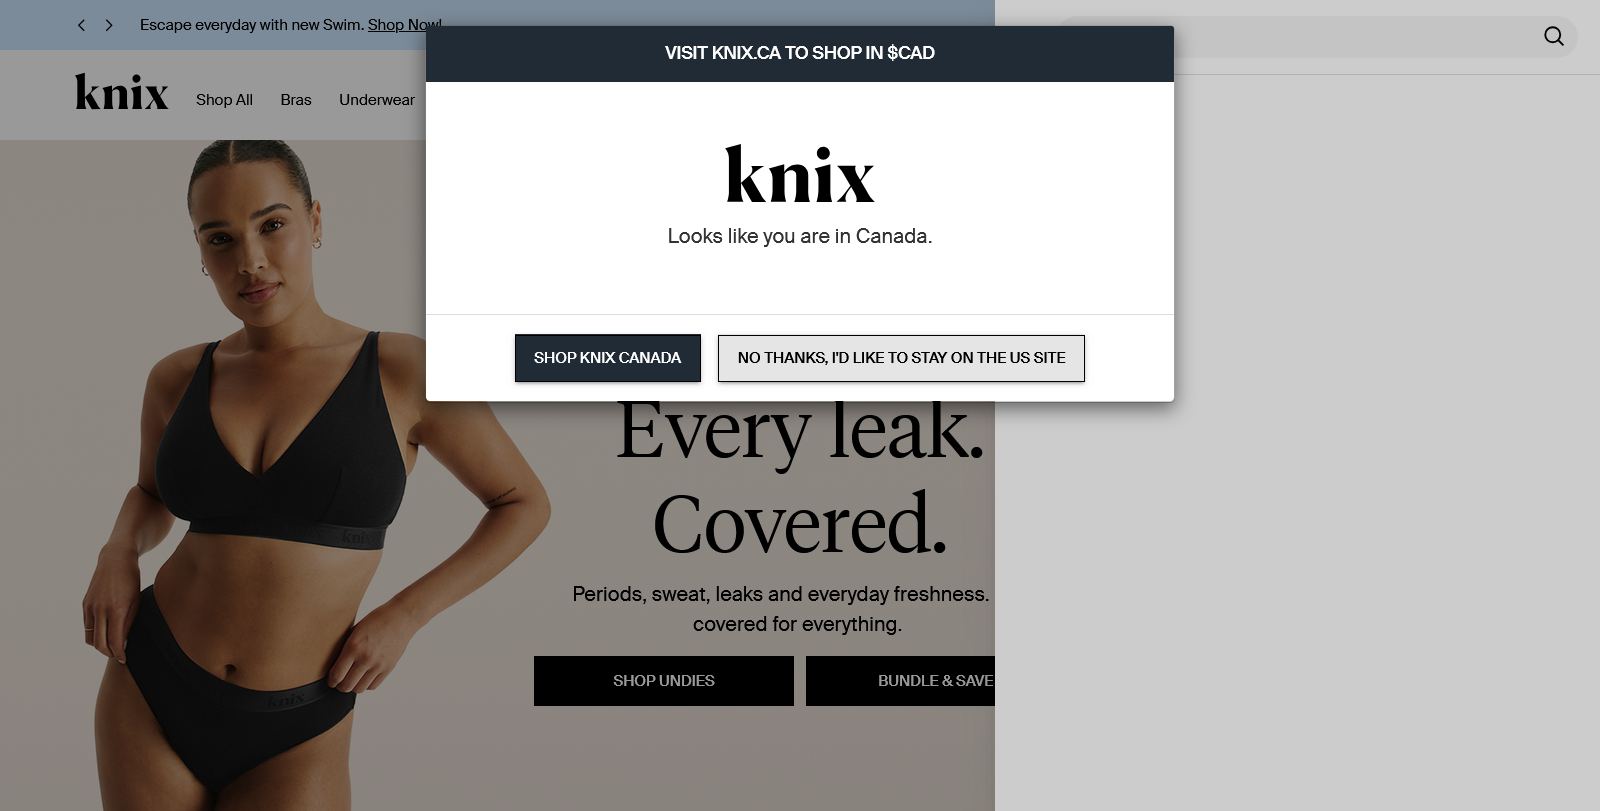 Escape everyday with new Swim. Shop Now!
knix
Shop All
Bras
Underwear
VISIT KNIX.CA TO SHOP IN $CAD
knix
Looks like you are in Canada.
SHOP KNIX CANADA
NO THANKS, I'D LIKE TO STAY ON THE US SITE
Every leak.
Covered.
Periods, sweat, leaks and everyday freshness.
covered for everything.
SHOP UNDIES
BUNDLE & SAVE
knix
knix